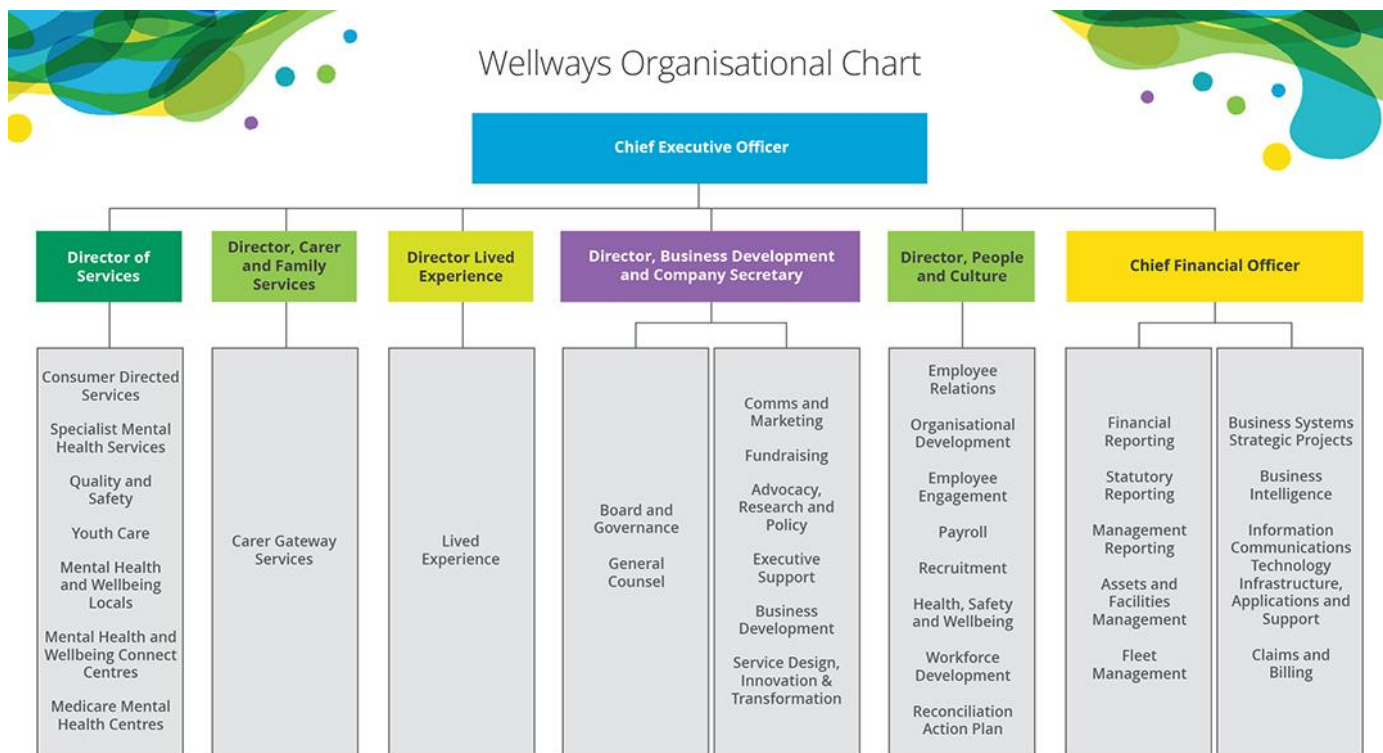 Wellways Organisational Chart
Chief Executive Officer
Director of
Services
Director, Carer
and Family
Services
Director Lived
Experience
Director, Business Development
and Company Secretary
Director, People
and Culture
Chief Financial Officer
Consumer Directed
Services
Specialist Mental
Health Services
Quality and
Safety
Youth Care
Mental Health
and Wellbeing
Locals
Mental Health and
Wellbeing Connect
Centres
Medicare Mental
Health Centres
Carer Gateway
Services
Lived
Experience
Board and
Governance
General
Counsel
Comms and
Marketing
Fundraising
Advocacy,
Research and
Policy
Executive
Support
Business
Development
Service Design,
Innovation &
Transformation
Employee
Relations
Organisational
Development
Employee
Engagement
Payroll
Recruitment
Health, Safety
and Wellbeing
Workforce
Development
Reconciliation
Action Plan
Financial
Reporting
Statutory
Reporting
Management
Reporting
Assets and
Facilities
Management
Fleet
Management
Business Systems
Strategic Projects
Business
Intelligence
Information
Communications
Technology
Infrastructure,
Applications and
Support
Claims and
Billing